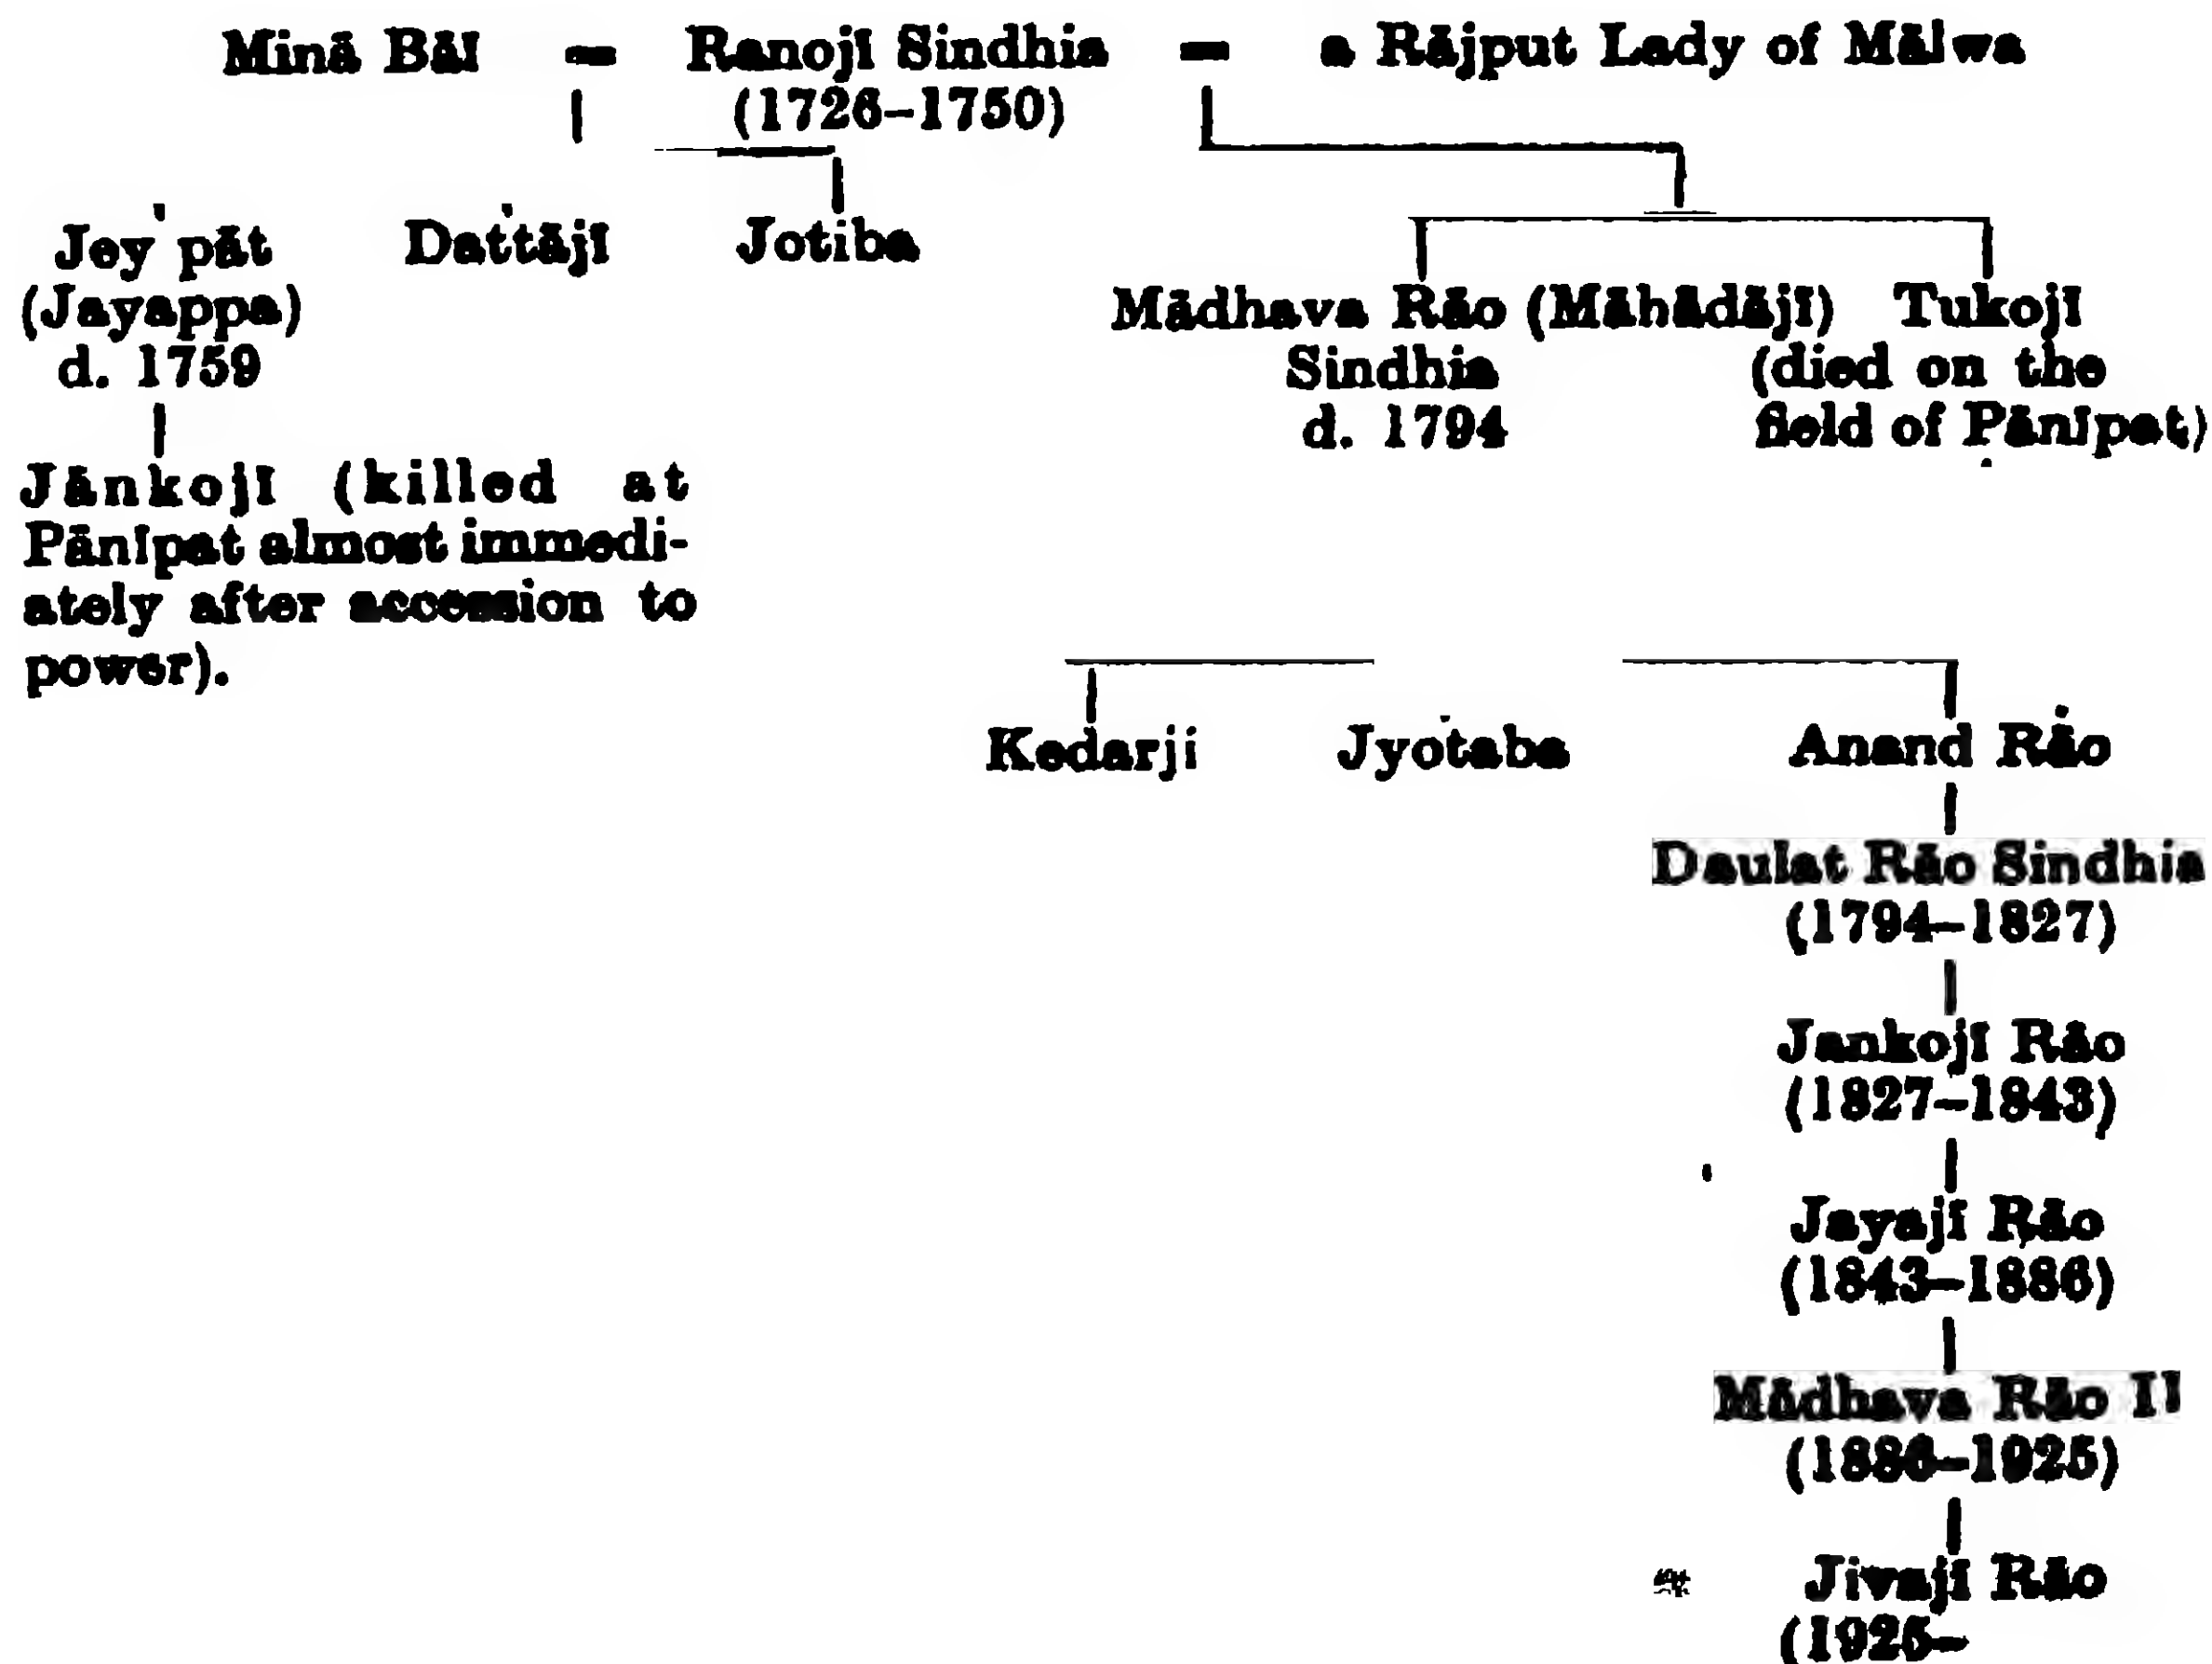 Minā Bāī = Ranojī Sindhia = a Rājput Lady of Mālwa
(1726–1750)
Jey pāt Dattājī Jotiba
(Jayappa)
d. 1759
Mādhava Rāo (Māhādājī) Tukojī
Sindhia (died on the
d. 1794 field of Pānīpat)
Jānkojī (killed at
Pānīpat almost immedi-
ately after accession to
power).
Kedarji Jyotaba Anand Rāo
Daulat Rāo Sindhia
(1794–1827)
Jankojī Rāo
(1827–1843)
Jayajī Rāo
(1843–1886)
Mādhava Rāo II
(1886–1925)
Jivajī Rāo
(1925–